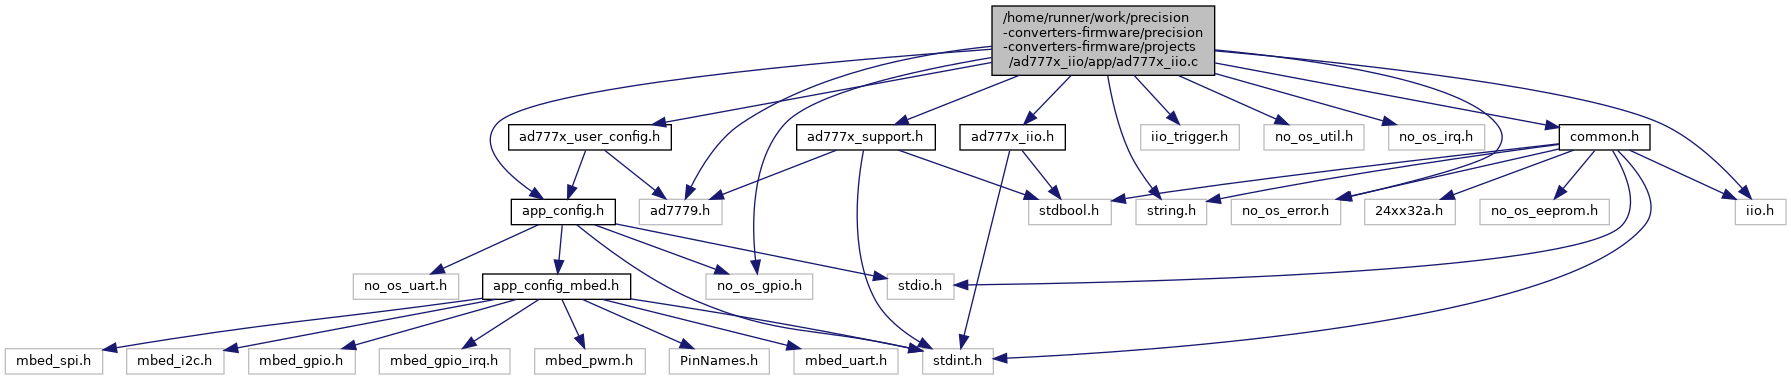 /home/runner/work/precision
-converters-firmware/precision
-converters-firmware/projects
/ad777x_iio/app/ad777x_iio.c
ad777x_user_config.h
ad777x_support.h
ad777x_iio.h
iio_trigger.h
no_os_util.h
no_os_irq.h
common.h
app_config.h
ad7779.h
stdbool.h
string.h
no_os_error.h
24xx32a.h
no_os_eeprom.h
iio.h
no_os_uart.h
app_config_mbed.h
no_os_gpio.h
stdio.h
mbed_spi.h
mbed_i2c.h
mbed_gpio.h
mbed_gpio_irq.h
mbed_pwm.h
PinNames.h
mbed_uart.h
stdint.h